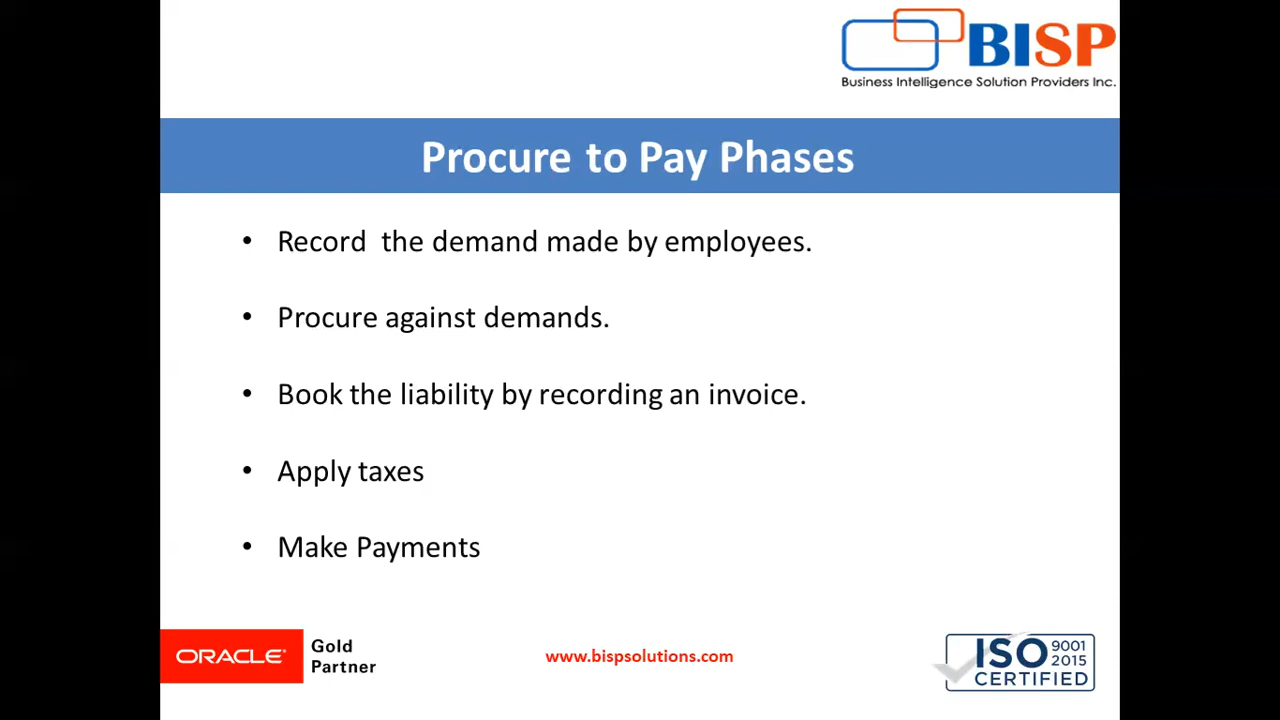 BISP
Business Intelligence Solution Providers Inc.
Procure to Pay Phases
• Record the demand made by employees.
• Procure against demands.
• Book the liability by recording an invoice.
• Apply taxes
• Make Payments
ORACLE®
Gold
Partner
www.bispsolutions.com
ISO 9001
2015
CERTIFIED